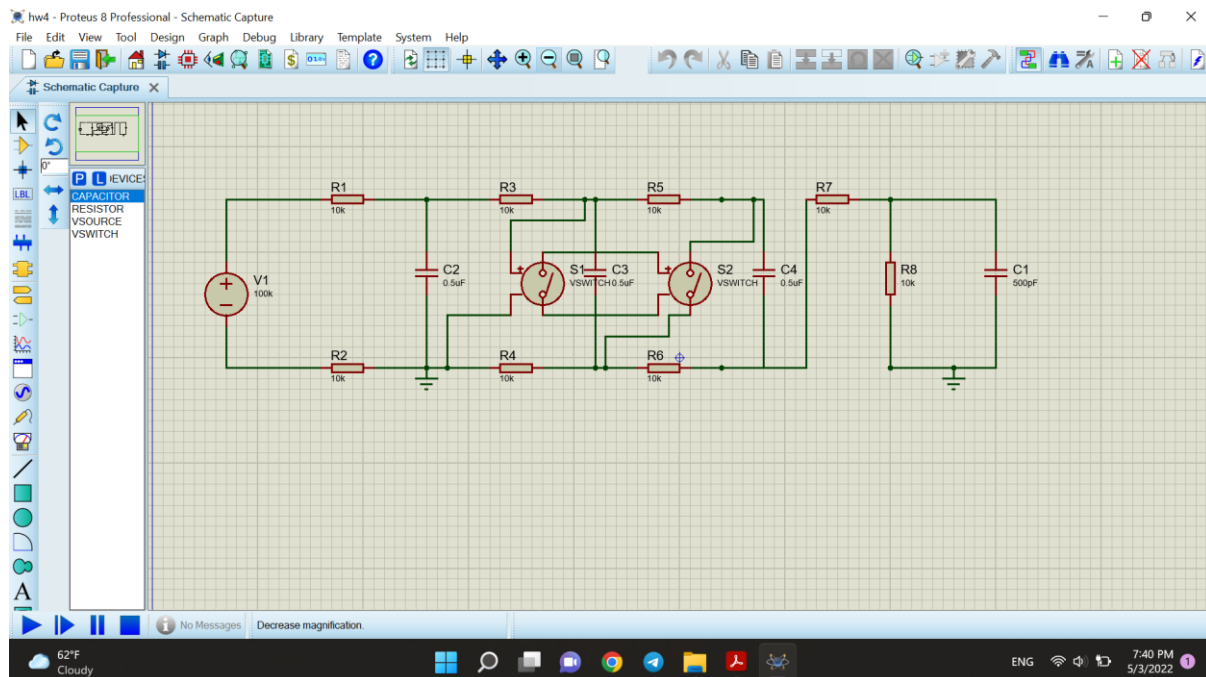 hw4 - Proteus 8 Professional - Schematic Capture
File Edit View Tool Design Graph Debug Library Template System Help
Schematic Capture
0°
P L DEVICES
CAPACITOR
RESISTOR
VSOURCE
VSWITCH
LBL
A
R1
10k
R3
10k
R5
10k
R7
10k
V1
100k
C2
0.5uF
S1
VSWITCH
C3
0.5uF
S2
VSWITCH
C4
0.5uF
R8
10k
C1
500pF
R2
10k
R4
10k
R6
10k
No Messages
Decrease magnification.
62°F
Cloudy
ENG
7:40 PM
5/3/2022
1